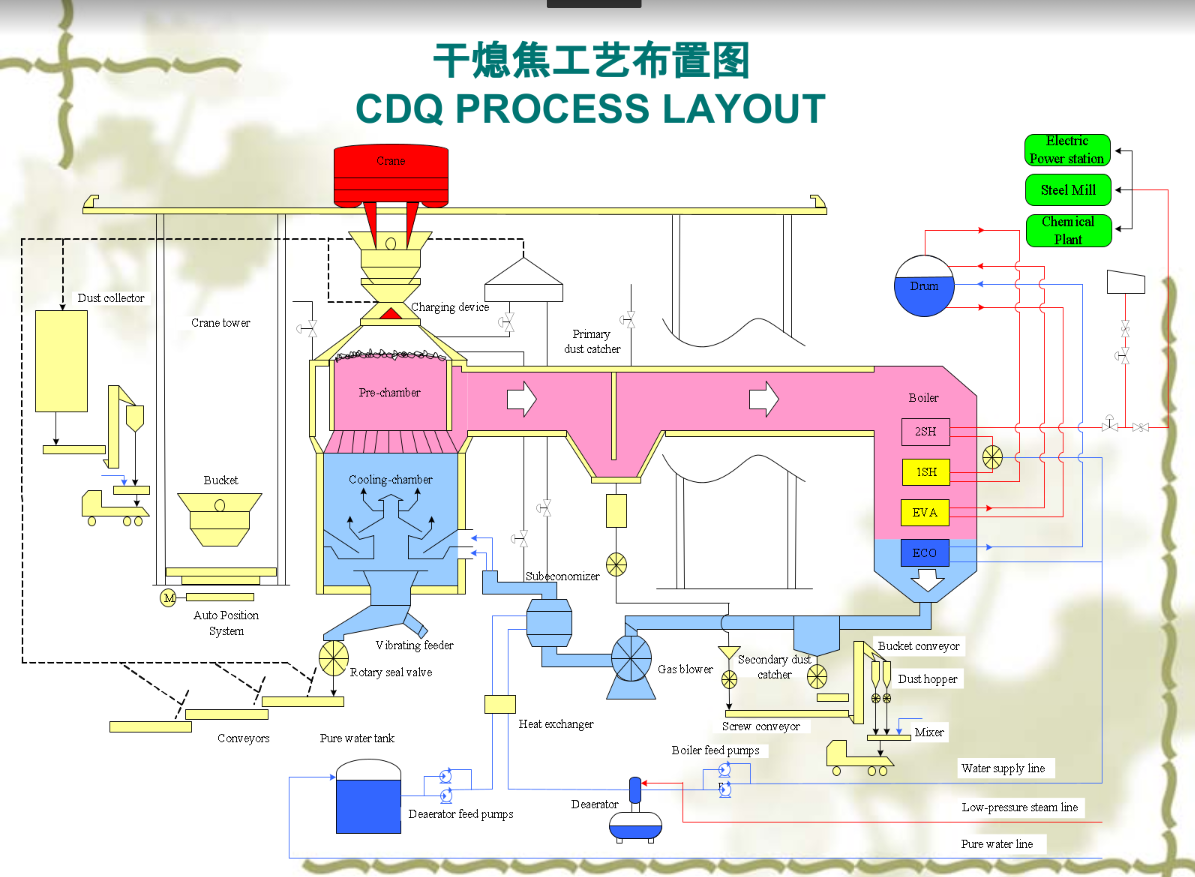 干熄焦工艺布置图
CDQ PROCESS LAYOUT
Electric
Power station
Steel Mill
Chemical
Plant
Crane
Drum
Dust collector
Crane tower
Charging device
Primary
dust catcher
Pre-chamber
Boiler
2SH
1SH
EVA
ECO
Bucket
Cooling-chamber
Subeconomizer
M
Auto Position
System
Vibrating feeder
Rotary seal valve
Gas blower
Secondary dust
catcher
Bucket conveyor
Dust hopper
Screw conveyor
Mixer
Heat exchanger
Conveyors
Pure water tank
Boiler feed pumps
Water supply line
Deaerator feed pumps
Deaerator
Low-pressure steam line
Pure water line